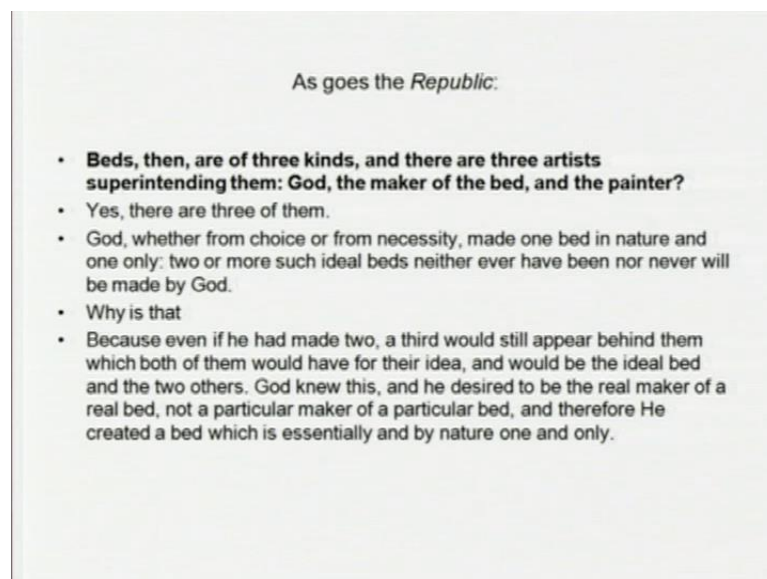 As goes the Republic:
• Beds, then, are of three kinds, and there are three artists
superintending them: God, the maker of the bed, and the painter?
• Yes, there are three of them.
• God, whether from choice or from necessity, made one bed in nature and
one only: two or more such ideal beds neither ever have been nor never will
be made by God.
• Why is that
• Because even if he had made two, a third would still appear behind them
which both of them would have for their idea, and would be the ideal bed
and the two others. God knew this, and he desired to be the real maker of a
real bed, not a particular maker of a particular bed, and therefore He
created a bed which is essentially and by nature one and only.